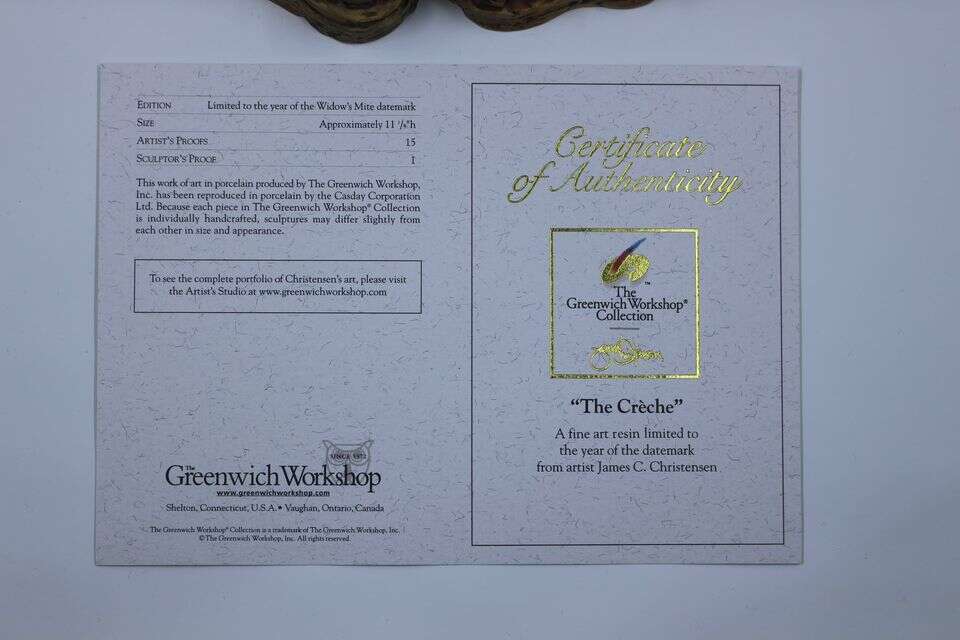 EDITION Limited to the year of the Widow's Mite datemark
SIZE Approximately 11 ⅛"h
ARTIST'S PROOFS 15
SCULPTOR'S PROOF 1
This work of art in porcelain produced by The Greenwich Workshop,
Inc. has been reproduced in porcelain by the Casday Corporation
Ltd. Because each piece in The Greenwich Workshop® Collection
is individually handcrafted, sculptures may differ slightly from
each other in size and appearance.
To see the complete portfolio of Christensen's art, please visit
the Artist's Studio at www.greenwichworkshop.com
SINCE 1972
The Greenwich Workshop
www.greenwichworkshop.com
Shelton, Connecticut, U.S.A.• Vaughan, Ontario, Canada
The Greenwich Workshop® Collection is a trademark of The Greenwich Workshop, Inc.
© The Greenwich Workshop, Inc. All rights reserved.
Certificate
of Authenticity
™
The
Greenwich Workshop®
Collection
"The Crèche"
A fine art resin limited to
the year of the datemark
from artist James C. Christensen